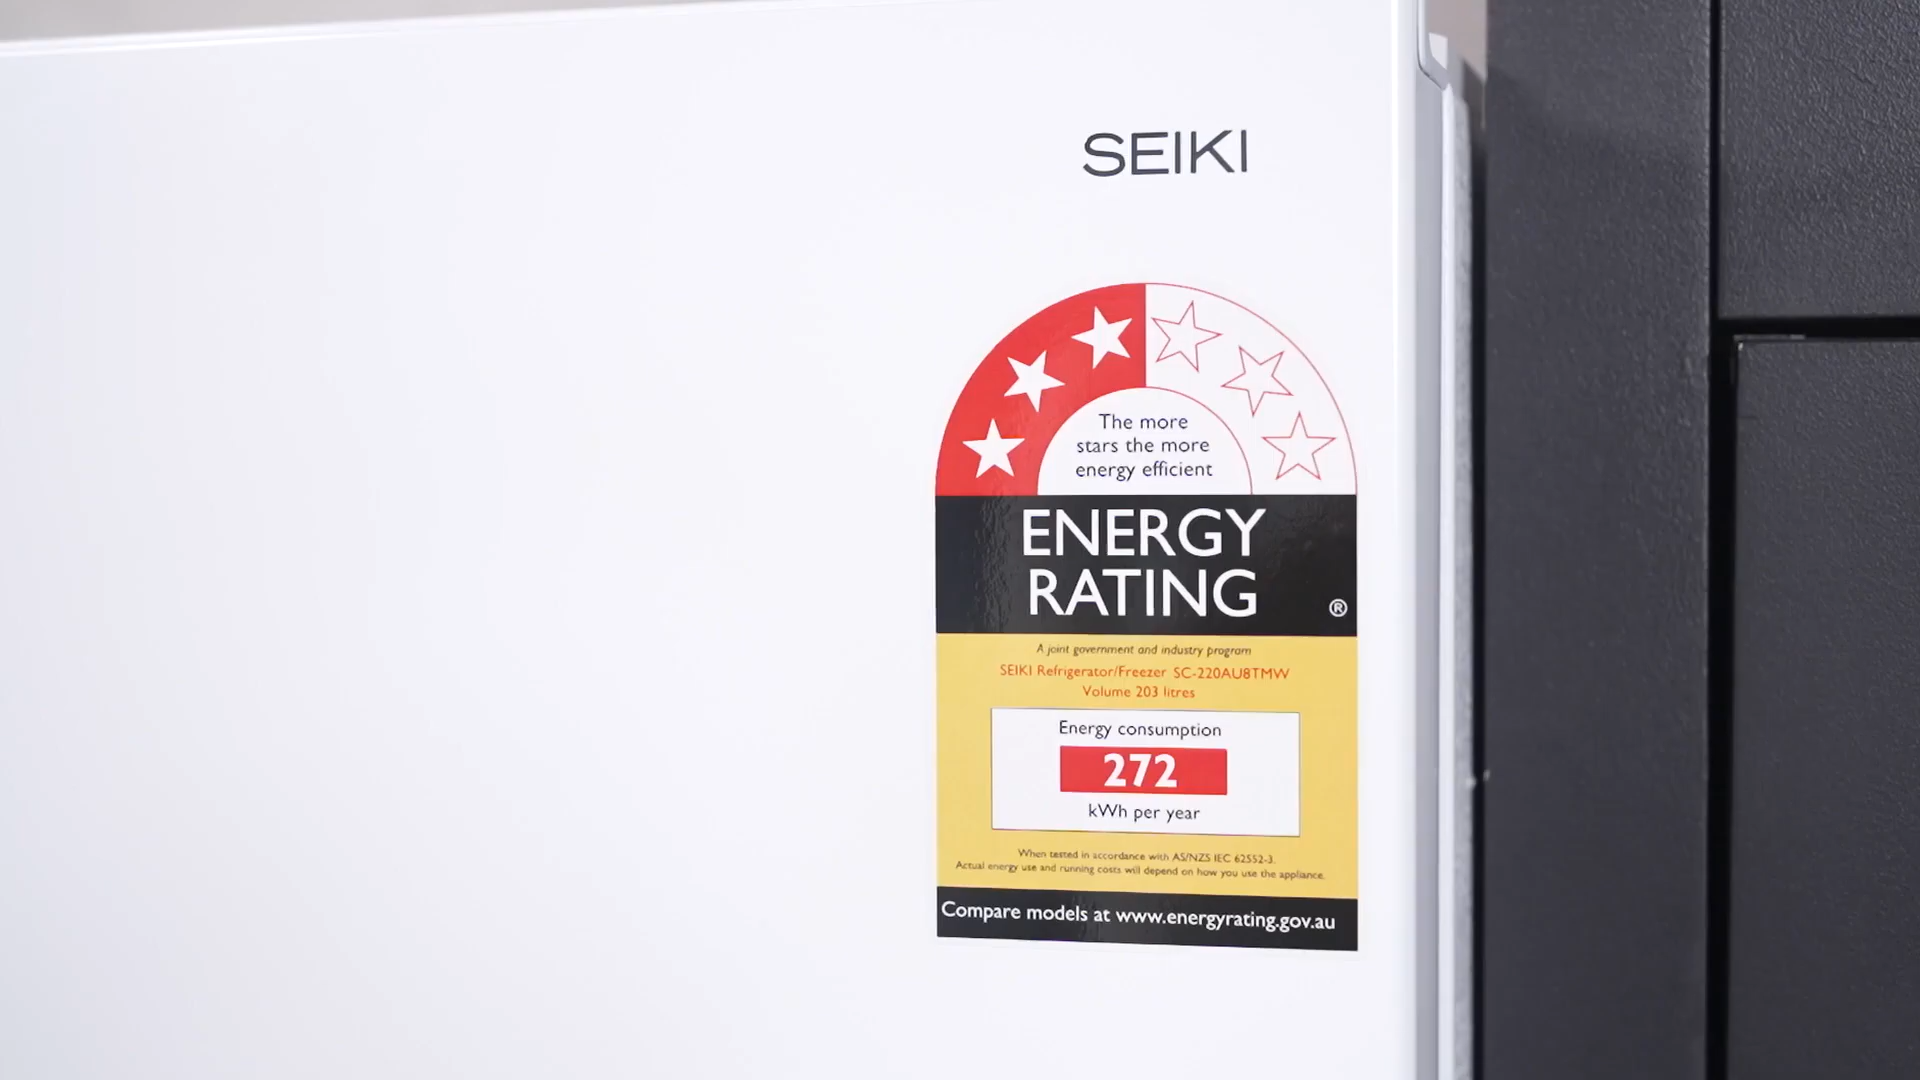 SEIKI
The more
stars the more
energy efficient
ENERGY
RATING
®
A joint government and industry program
SEIKI Refrigerator/Freezer SC-220AU8TMW
Volume 203 litres
Energy consumption
272
kWh per year
When tested in accordance with AS/NZS IEC 62552-3.
Actual energy use and running costs will depend on how you use the appliance.
Compare models at www.energyrating.gov.au